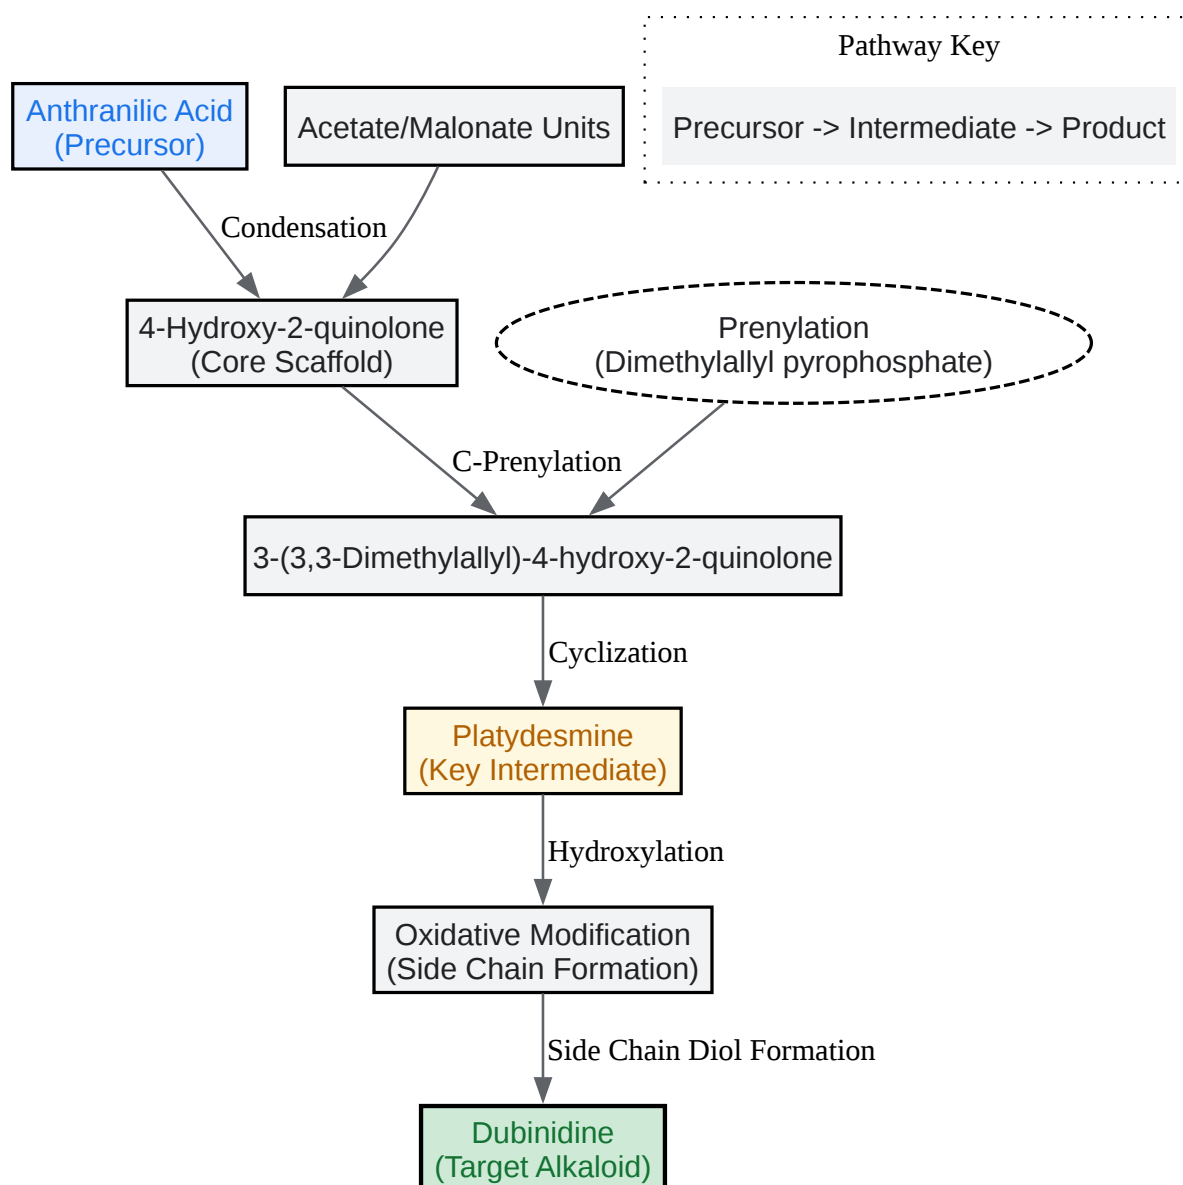 Pathway Key
Anthranilic Acid
(Precursor)
Acetate/Malonate Units
Precursor -> Intermediate -> Product
Condensation
4-Hydroxy-2-quinolone
(Core Scaffold)
Prenylation
(Dimethylallyl pyrophosphate)
C-Prenylation
3-(3,3-Dimethylallyl)-4-hydroxy-2-quinolone
Cyclization
Platydesmine
(Key Intermediate)
Hydroxylation
Oxidative Modification
(Side Chain Formation)
Side Chain Diol Formation
Dubinidine
(Target Alkaloid)